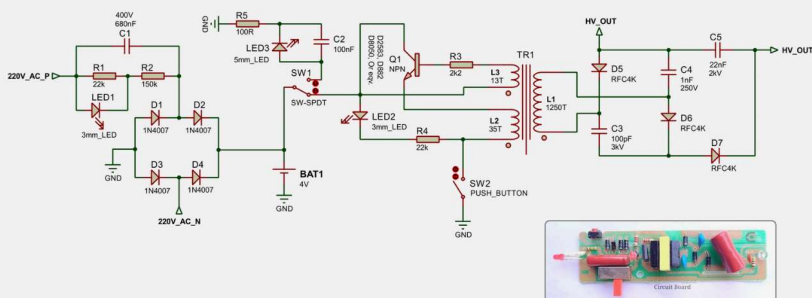 400V
680nF
C1
220V_AC_P
R1
22k
R2
150k
LED1
3mm_LED
D1
1N4007
D2
1N4007
D3
1N4007
D4
1N4007
GND
220V_AC_N
GND
R5
100R
LED3
5mm_LED
C2
100nF
SW1
SW-SPDT
BAT1
4V
GND
D2583, D882
D8050, Or eqv.
Q1
NPN
R3
2k2
LED2
3mm_LED
R4
22k
L3
13T
L2
35T
TR1
L1
1250T
SW2
PUSH_BUTTON
GND
HV_OUT
D5
RFC4K
C3
100pF
3kV
C4
1nF
250V
D6
RFC4K
C5
22nF
2kV
D7
RFC4K
HV_OUT
Circuit Board